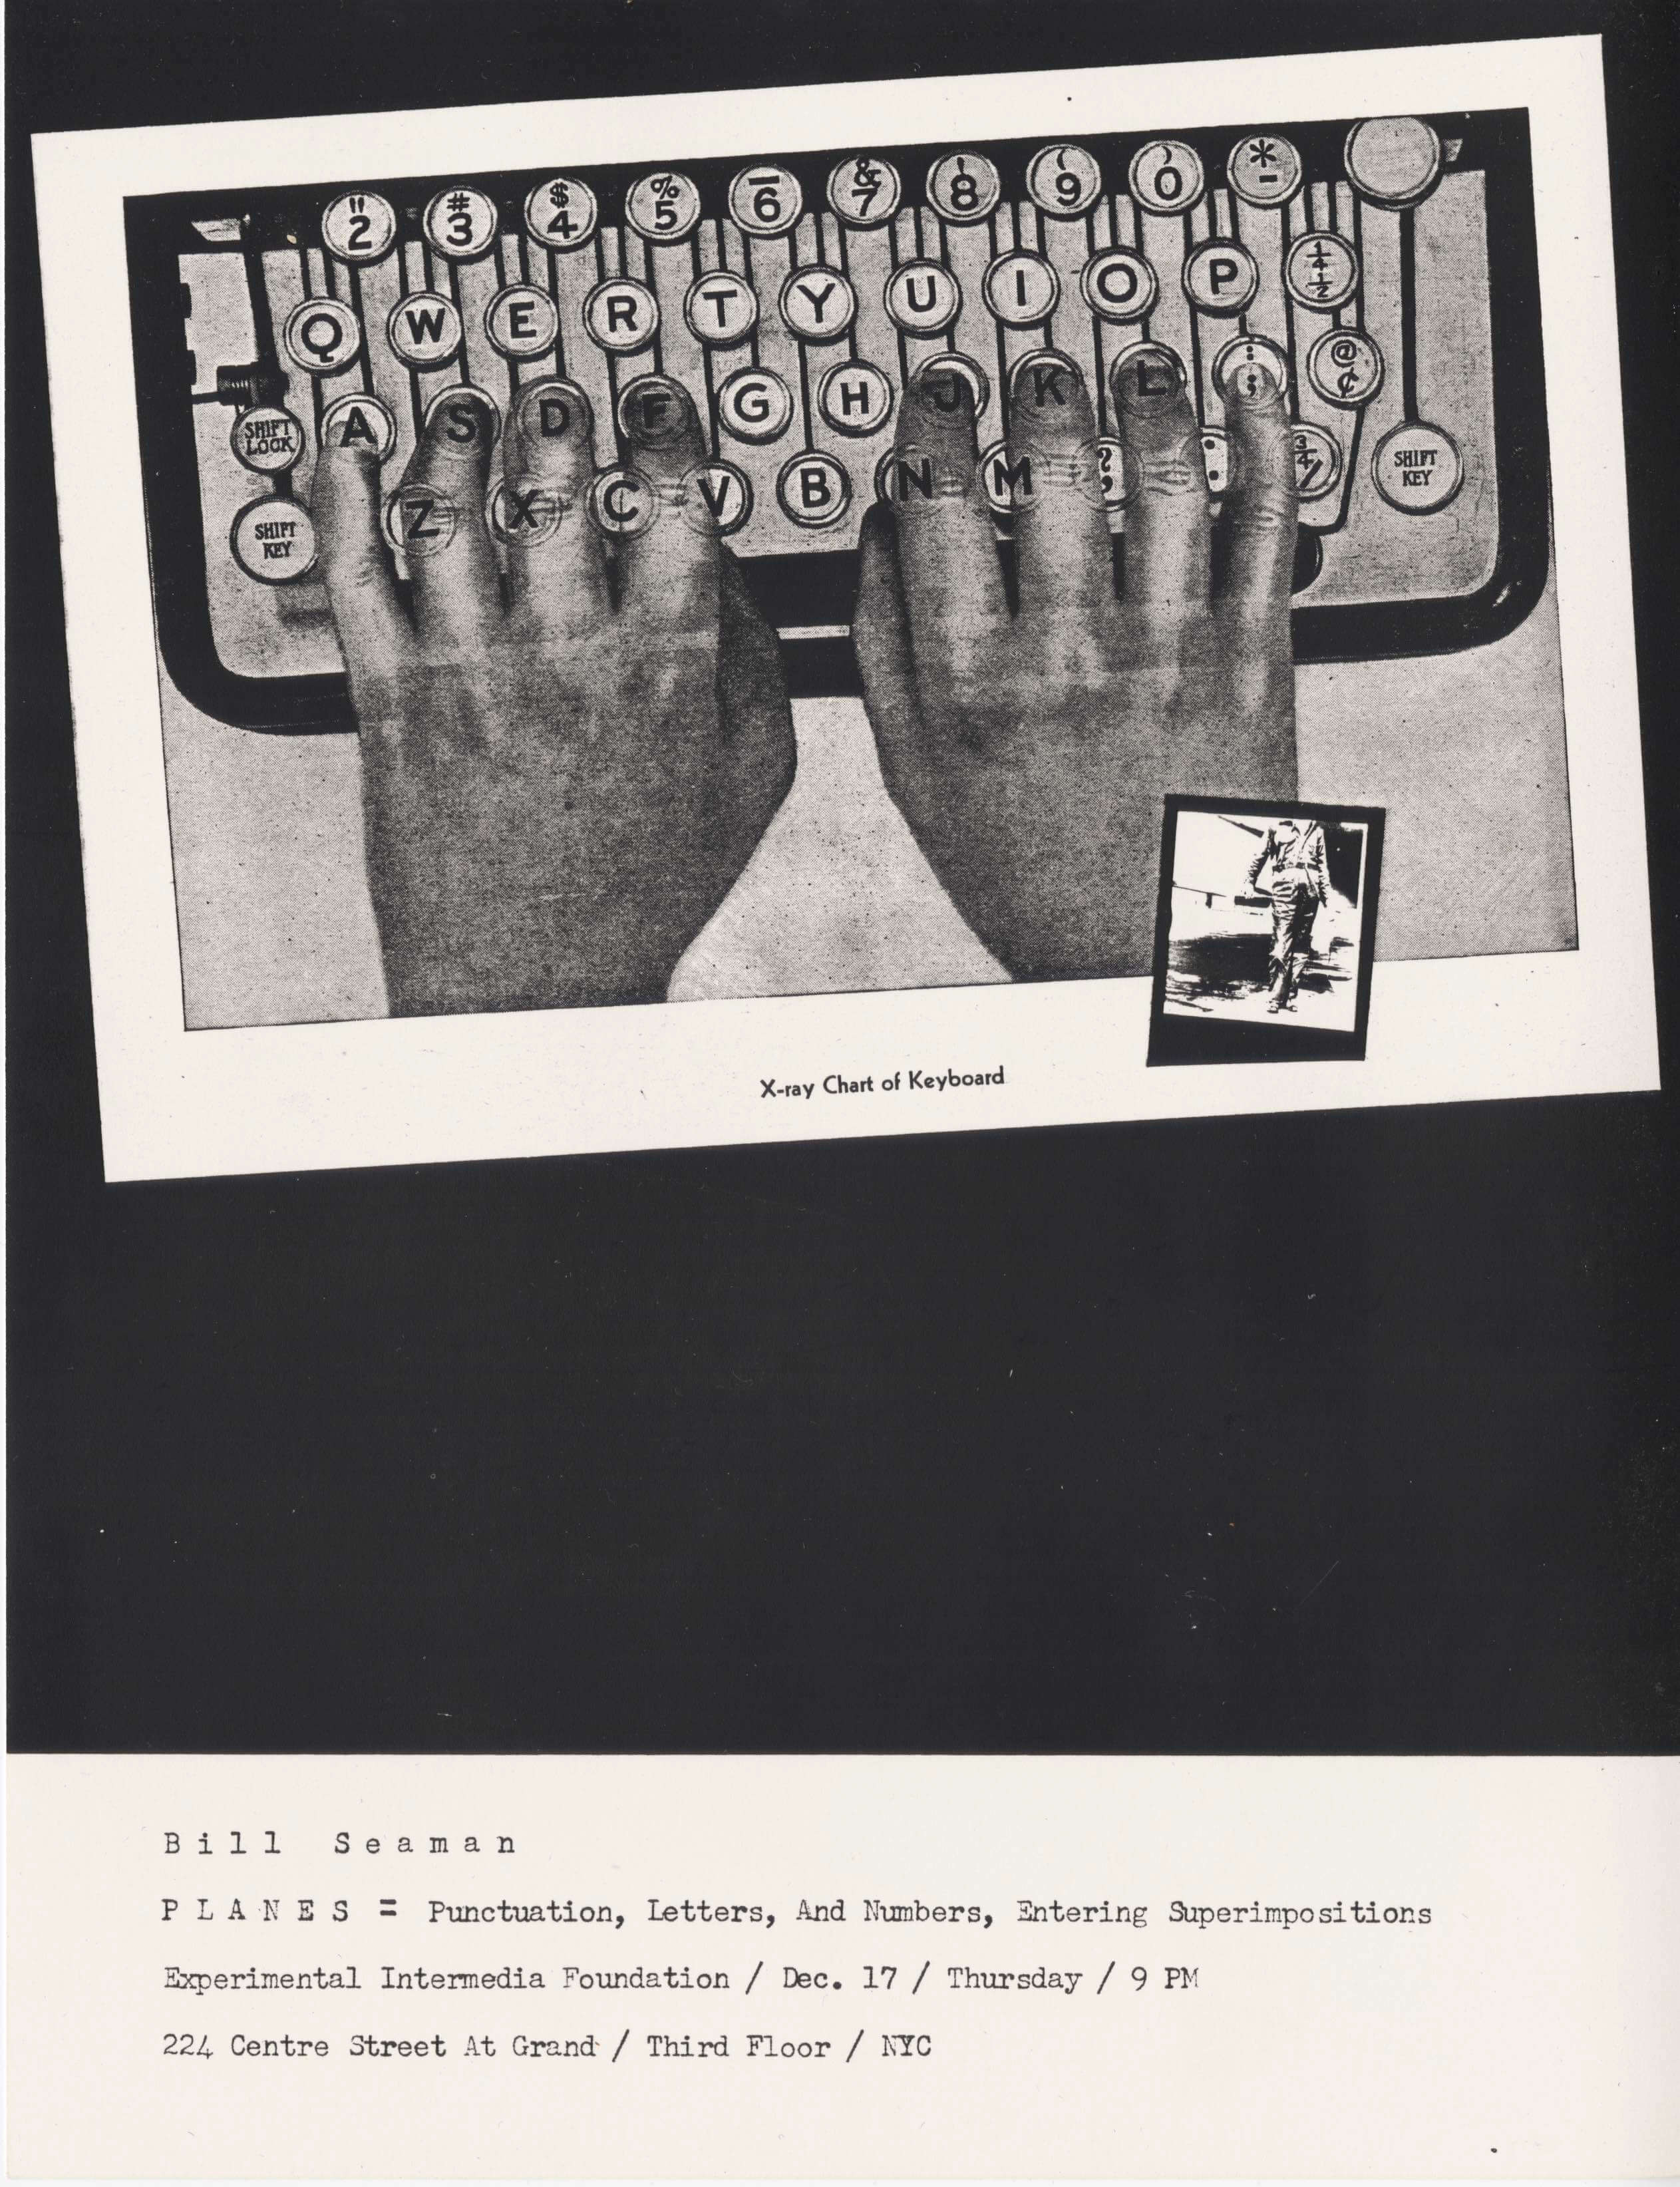 " # $ % _ & ' ( ) *
2 3 4 5 6 7 8 9 0 -
Q W E R T Y U I O P ¼ ½
SHIFT LOCK A S D F G H J K L : ; @ ¢
SHIFT KEY Z X C V B N M ? , . . ¾ / SHIFT KEY
X-ray Chart of Keyboard
Bill Seaman
PLANES = Punctuation, Letters, And Numbers, Entering Superimpositions
Experimental Intermedia Foundation / Dec. 17 / Thursday / 9 PM
224 Centre Street At Grand / Third Floor / NYC